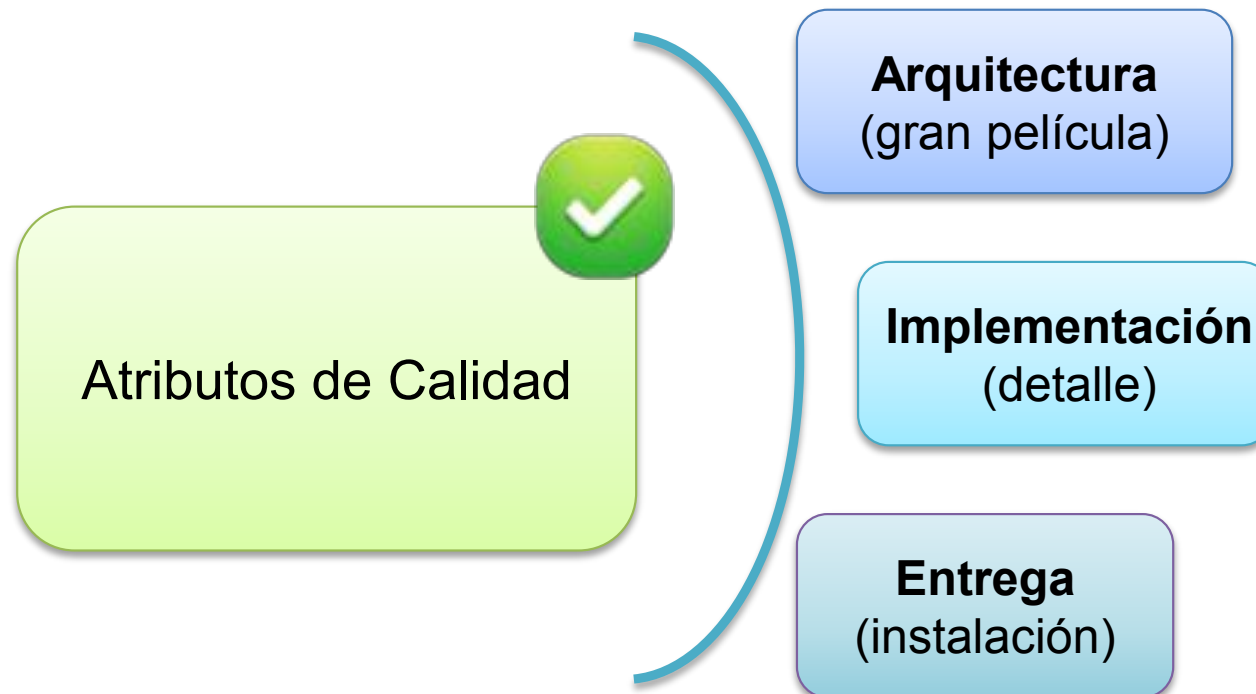 Arquitectura
(gran película)
Atributos de Calidad
Implementación
(detalle)
Entrega
(instalación)